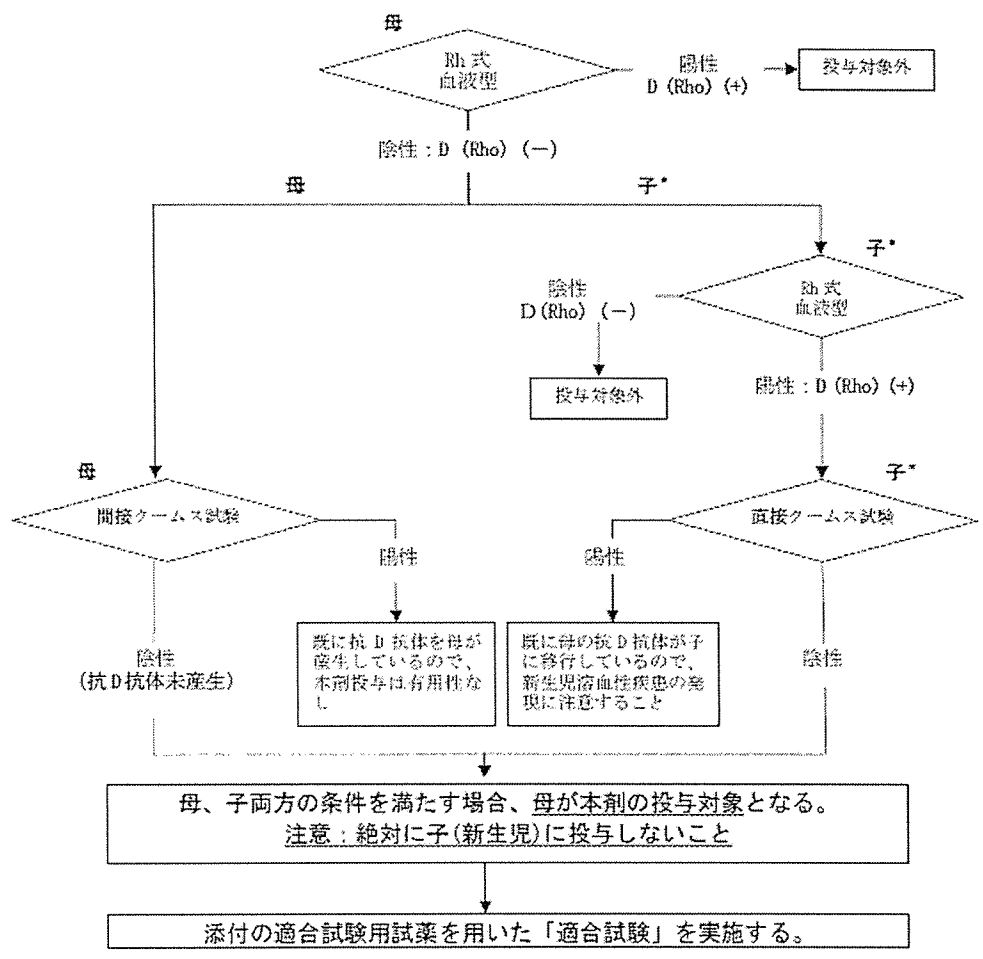 母
Rh 式
血液型
陽性
D (Rho) (+)
投与対象外
陰性：D (Rho) (－)
母
子*
子*
Rh 式
血液型
陰性
D (Rho) (－)
投与対象外
陽性：D (Rho) (+)
母
子*
間接クームス試験
直接クームス試験
陽性
陽性
陰性
(抗D抗体未産生)
既に抗 D 抗体を母が
産生しているので、
本剤投与は有用性な
し
既に母の抗 D 抗体が子
に移行しているので、
新生児溶血性疾患の発
現に注意すること
陰性
母、子両方の条件を満たす場合、母が本剤の投与対象となる。
注意：絶対に子(新生児)に投与しないこと
添付の適合試験用試薬を用いた「適合試験」を実施する。